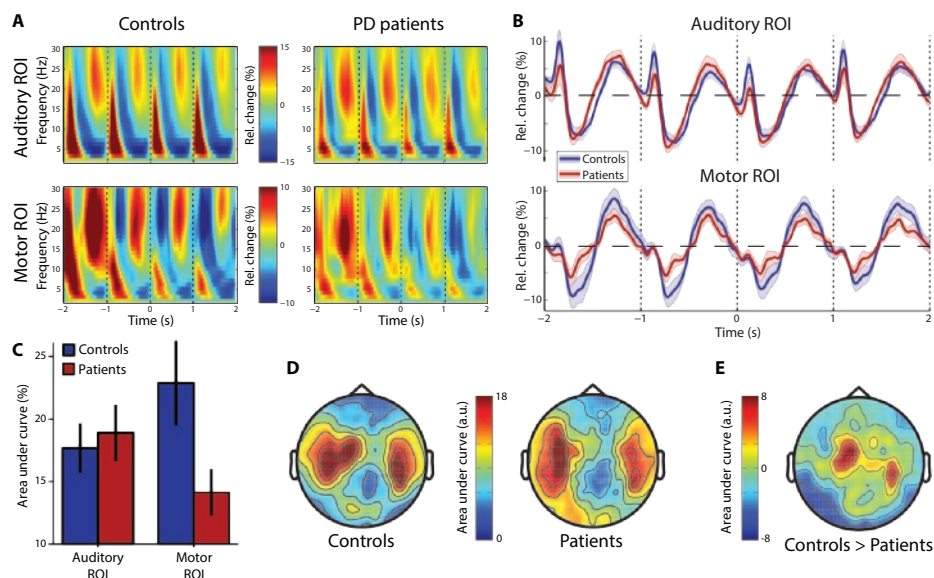 A
Controls
PD patients
Auditory ROI
Frequency (Hz)
30
25
20
15
10
5
15
Rel. change (%)
0
-15
Motor ROI
Frequency (Hz)
30
25
20
15
10
5
10
Rel. change (%)
0
-10
-2
-1
0
1
2
-2
-1
0
1
2
Time (s)
Time (s)
B
Auditory ROI
Rel. change (%)
10
0
-10
Controls
Patients
Motor ROI
Rel. change (%)
10
0
-10
-2
-1
0
1
2
Time (s)
C
Controls
Patients
Area under curve (%)
25
20
15
10
Auditory
ROI
Motor
ROI
D
18
Area under curve (a.u.)
0
Controls
Patients
E
8
Area under curve (a.u.)
0
-8
Controls > Patients